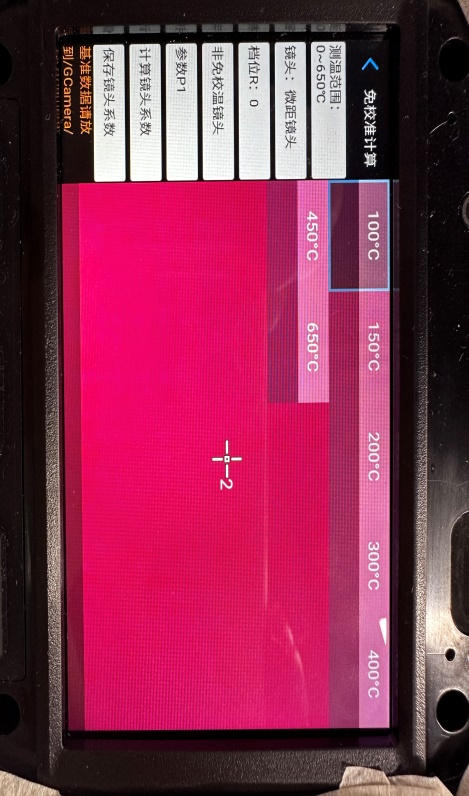 免校准计算
测温范围：
0~650℃
镜头： 微距镜头
档位R： 0
非免校温镜头
参数P1
计算镜头系数
保存镜头系数
基准数据请放
到/GCamera/
100°C 150°C 200°C 300°C 400°C
450°C 650°C
2